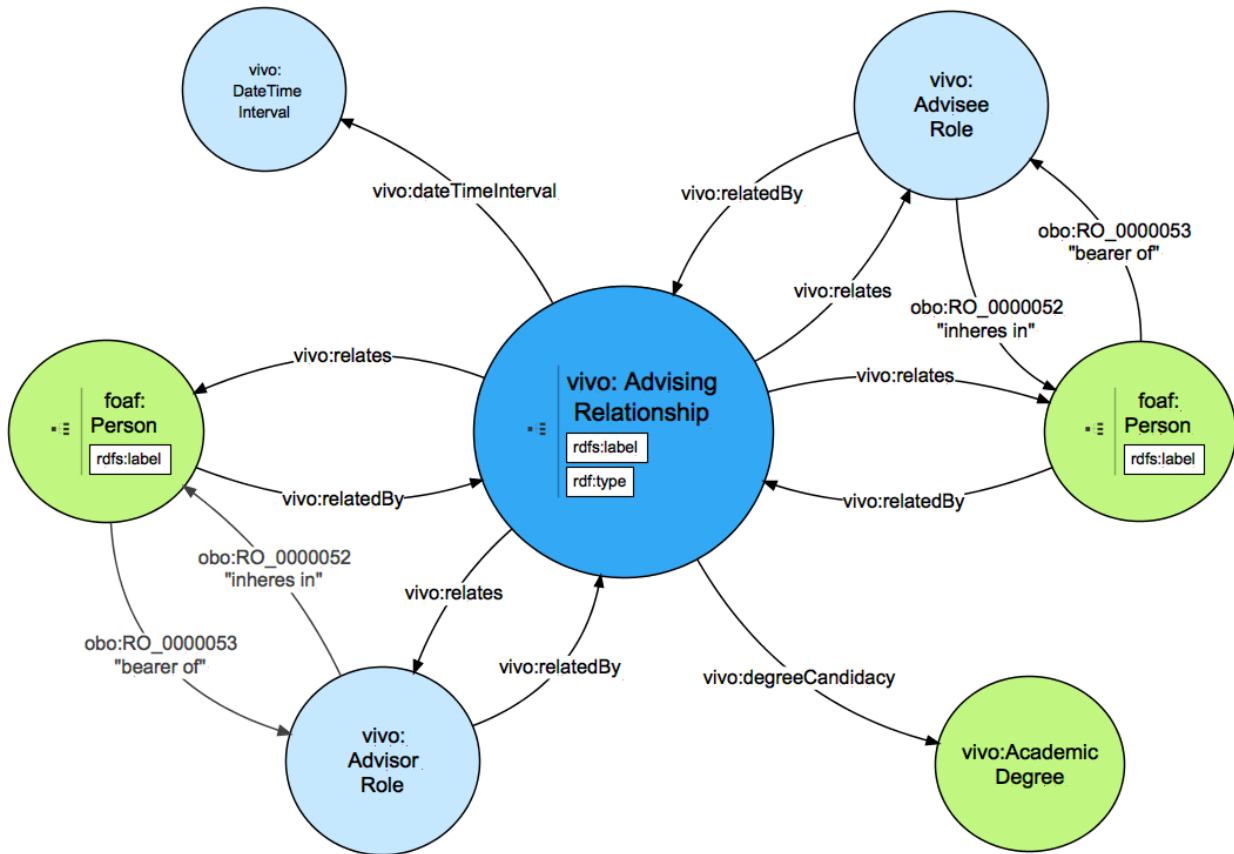 vivo:
DateTime
Interval
vivo:
Advisee
Role
vivo:dateTimeInterval
vivo:relatedBy
obo:RO_0000053
"bearer of"
vivo:relates
obo:RO_0000052
"inheres in"
vivo:relates
vivo:relates
foaf:
Person
rdfs:label
vivo: Advising
Relationship
rdfs:label
rdf:type
foaf:
Person
rdfs:label
vivo:relatedBy
vivo:relatedBy
obo:RO_0000052
"inheres in"
vivo:relates
obo:RO_0000053
"bearer of"
vivo:relatedBy
vivo:degreeCandidacy
vivo:
Advisor
Role
vivo:Academic
Degree